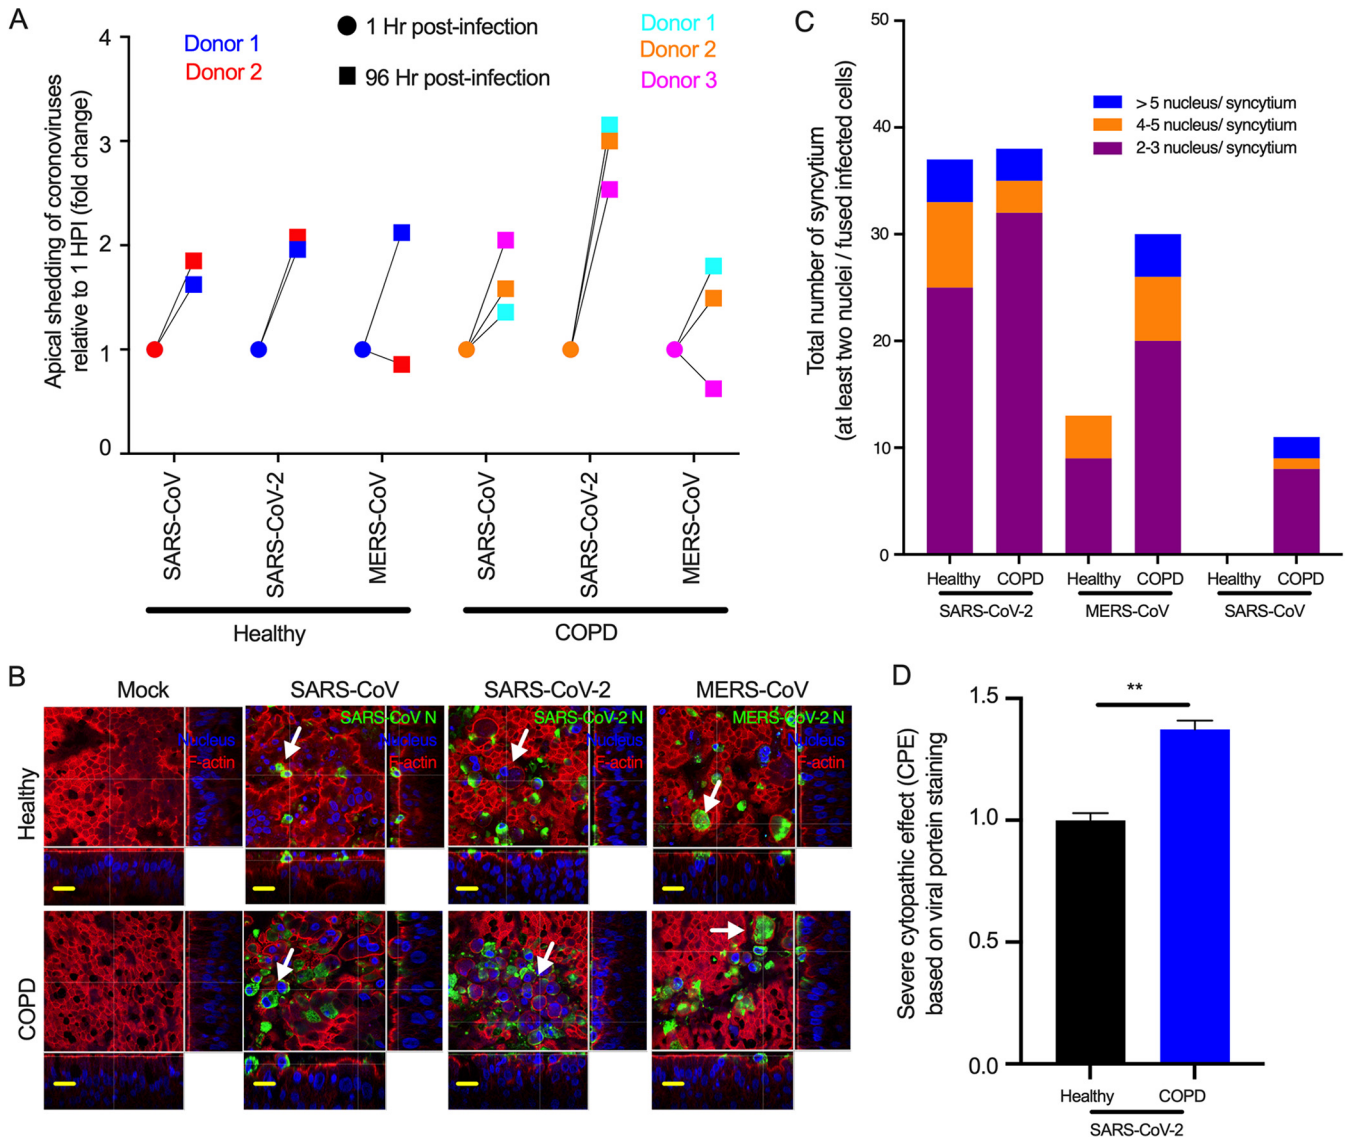 A
Apical shedding of coronoviruses
relative to 1 HPI (fold change)
4
3
2
1
0
Donor 1
Donor 2
1 Hr post-infection
96 Hr post-infection
Donor 1
Donor 2
Donor 3
SARS-CoV
SARS-CoV-2
MERS-CoV
SARS-CoV
SARS-CoV-2
MERS-CoV
Healthy
COPD
C
Total number of syncytium
(at least two nuclei / fused infected cells)
50
40
30
20
10
0
> 5 nucleus/ syncytium
4-5 nucleus/ syncytium
2-3 nucleus/ syncytium
Healthy COPD Healthy COPD Healthy COPD
SARS-CoV-2 MERS-CoV SARS-CoV
B
Mock SARS-CoV SARS-CoV-2 MERS-CoV
Healthy
COPD
Nucleus
F-actin
SARS-CoV N
Nucleus
F-actin
SARS-CoV-2 N
Nucleus
F-actin
MERS-CoV-2 N
Nucleus
F-actin
D
Severe cytopathic effect (CPE)
based on viral portein staining
1.5
1.0
0.5
0.0
**
Healthy COPD
SARS-CoV-2